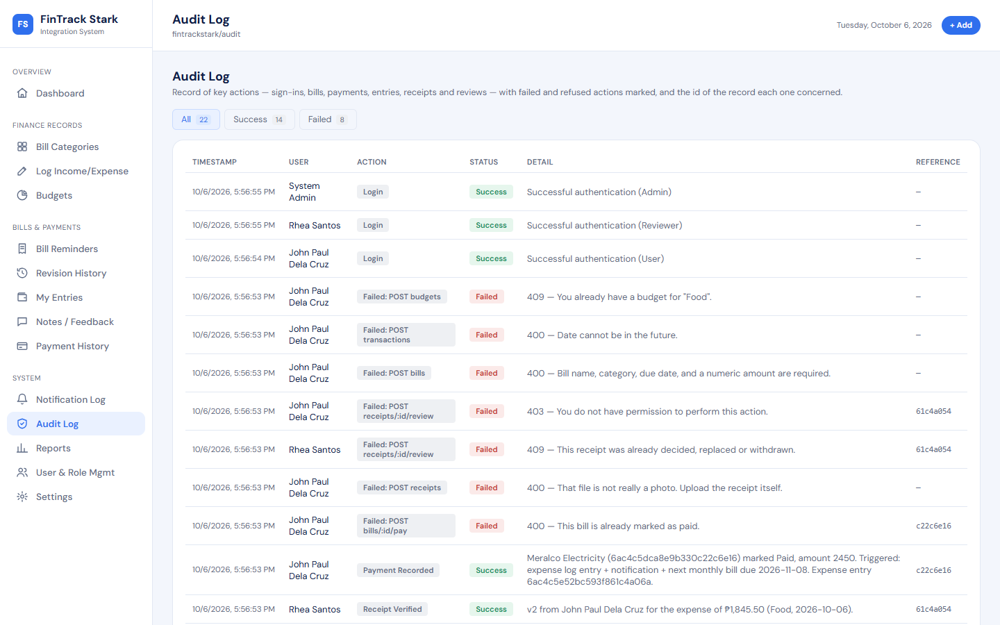 FS
FinTrack Stark
Integration System
OVERVIEW
Dashboard
FINANCE RECORDS
Bill Categories
Log Income/Expense
Budgets
BILLS & PAYMENTS
Bill Reminders
Revision History
My Entries
Notes / Feedback
Payment History
SYSTEM
Notification Log
Audit Log
Reports
User & Role Mgmt
Settings
Audit Log
fintrackstark/audit
Tuesday, October 6, 2026
+ Add
Audit Log
Record of key actions — sign-ins, bills, payments, entries, receipts and reviews — with failed and refused actions marked, and the id of the record each one concerned.
All 22
Success 14
Failed 8
TIMESTAMP USER ACTION STATUS DETAIL REFERENCE
10/6/2026, 5:56:55 PM System Admin Login Success Successful authentication (Admin) —
10/6/2026, 5:56:55 PM Rhea Santos Login Success Successful authentication (Reviewer) —
10/6/2026, 5:56:54 PM John Paul Dela Cruz Login Success Successful authentication (User) —
10/6/2026, 5:56:53 PM John Paul Dela Cruz Failed: POST budgets Failed 409 — You already have a budget for "Food". —
10/6/2026, 5:56:53 PM John Paul Dela Cruz Failed: POST transactions Failed 400 — Date cannot be in the future. —
10/6/2026, 5:56:53 PM John Paul Dela Cruz Failed: POST bills Failed 400 — Bill name, category, due date, and a numeric amount are required. —
10/6/2026, 5:56:53 PM John Paul Dela Cruz Failed: POST receipts/:id/review Failed 403 — You do not have permission to perform this action. 61c4a054
10/6/2026, 5:56:53 PM Rhea Santos Failed: POST receipts/:id/review Failed 409 — This receipt was already decided, replaced or withdrawn. 61c4a054
10/6/2026, 5:56:53 PM John Paul Dela Cruz Failed: POST receipts Failed 400 — That file is not really a photo. Upload the receipt itself. —
10/6/2026, 5:56:53 PM John Paul Dela Cruz Failed: POST bills/:id/pay Failed 400 — This bill is already marked as paid. c22c6e16
10/6/2026, 5:56:53 PM John Paul Dela Cruz Payment Recorded Success Meralco Electricity (6ac4c5dca8e9b330c22c6e16) marked Paid, amount 2450. Triggered: expense log entry + notification + next monthly bill due 2026-11-08. Expense entry 6ac4c5e52bc593f861c4a06a. c22c6e16
10/6/2026, 5:56:53 PM Rhea Santos Receipt Verified Success v2 from John Paul Dela Cruz for the expense of ₱1,845.50 (Food, 2026-10-06). 61c4a054